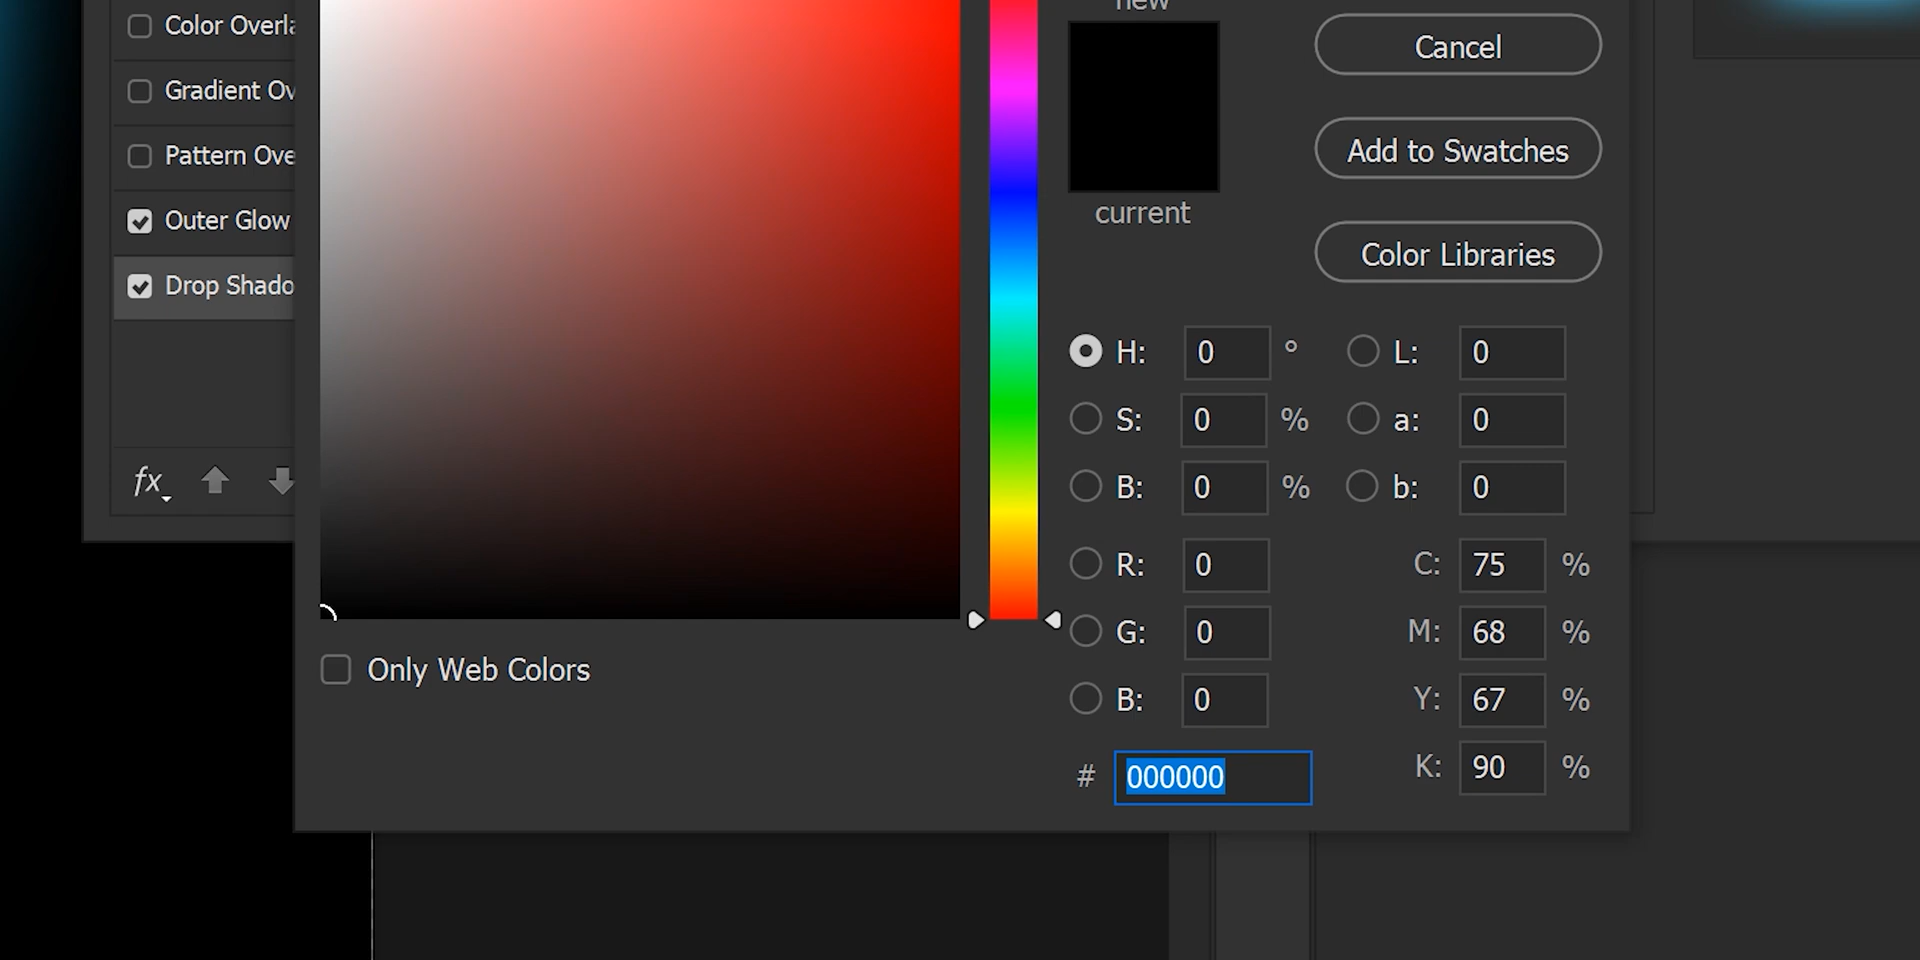 Color Overla
Gradient Ov
Pattern Ove
Outer Glow
Drop Shado
fx
new
current
Cancel
Add to Swatches
Color Libraries
H: 0 °
S: 0 %
B: 0 %
R: 0
G: 0
B: 0
# 000000
L: 0
a: 0
b: 0
C: 75 %
M: 68 %
Y: 67 %
K: 90 %
Only Web Colors